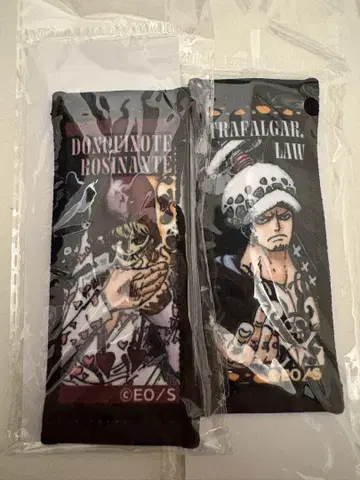 DONQUIXOTE
ROSINANTE
©EO/S
TRAFALGAR.
LAW
©EO/S